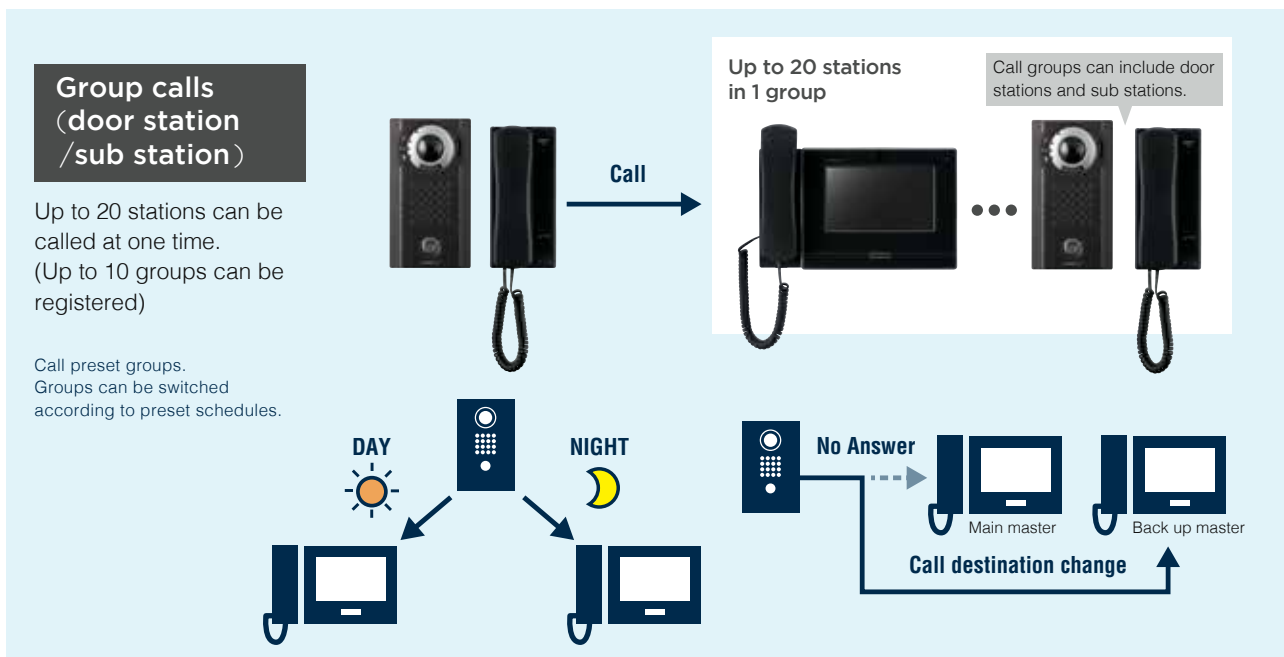 Group calls
(door station
/sub station)
Up to 20 stations can be
called at one time.
(Up to 10 groups can be
registered)
Call preset groups.
Groups can be switched
according to preset schedules.
Call
Up to 20 stations
in 1 group
Call groups can include door
stations and sub stations.
DAY
NIGHT
No Answer
Main master
Back up master
Call destination change